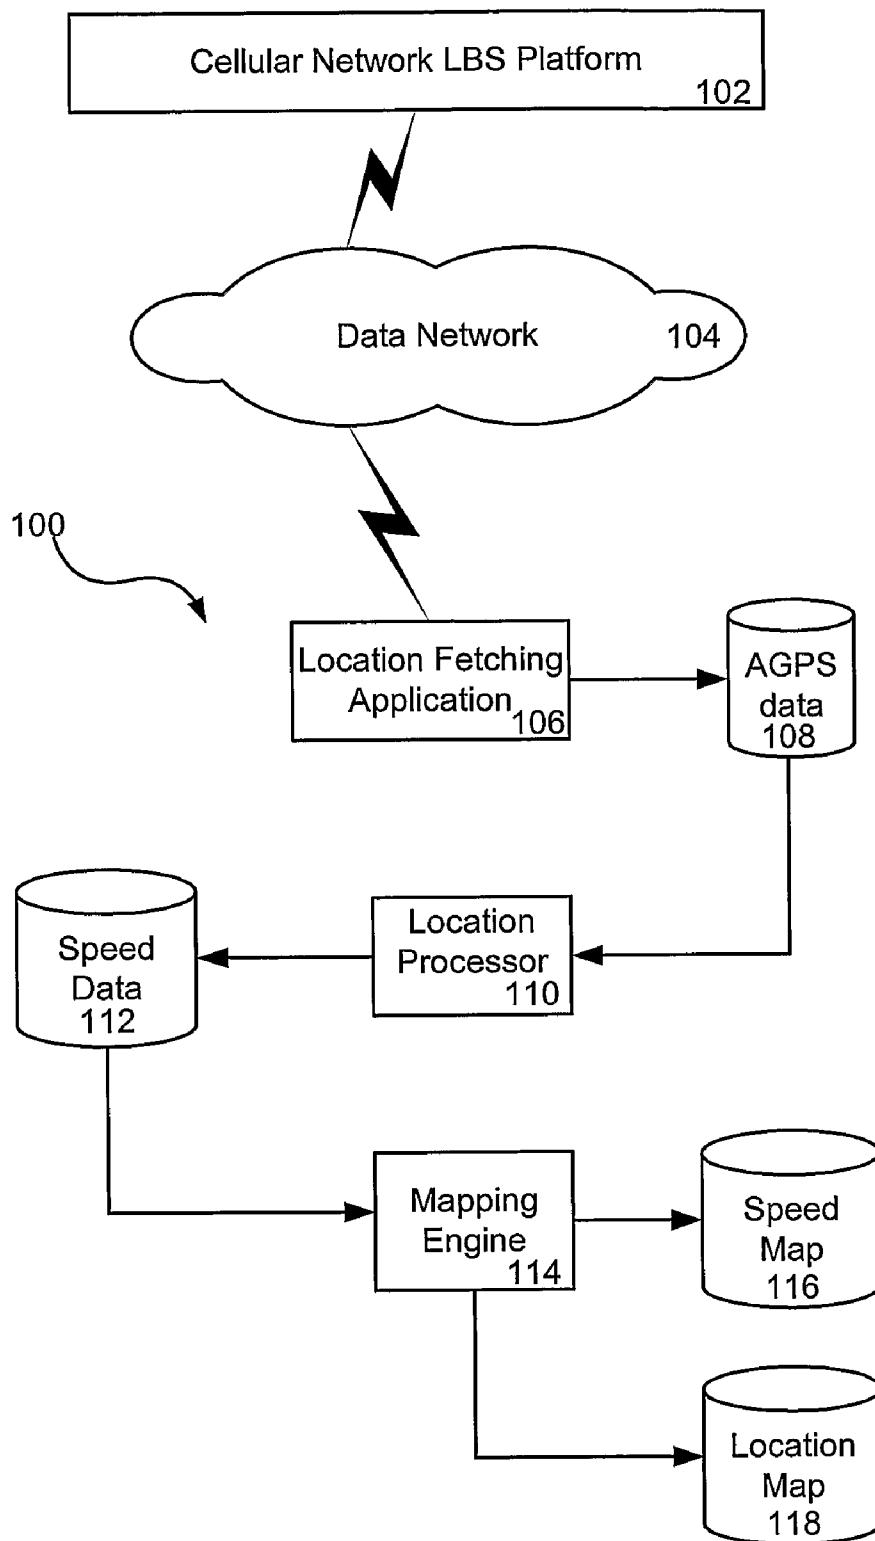 Cellular Network LBS Platform
102
Data Network
104
100
Location Fetching
Application
106
AGPS
data
108
Location
Processor
110
Speed
Data
112
Mapping
Engine
114
Speed
Map
116
Location
Map
118